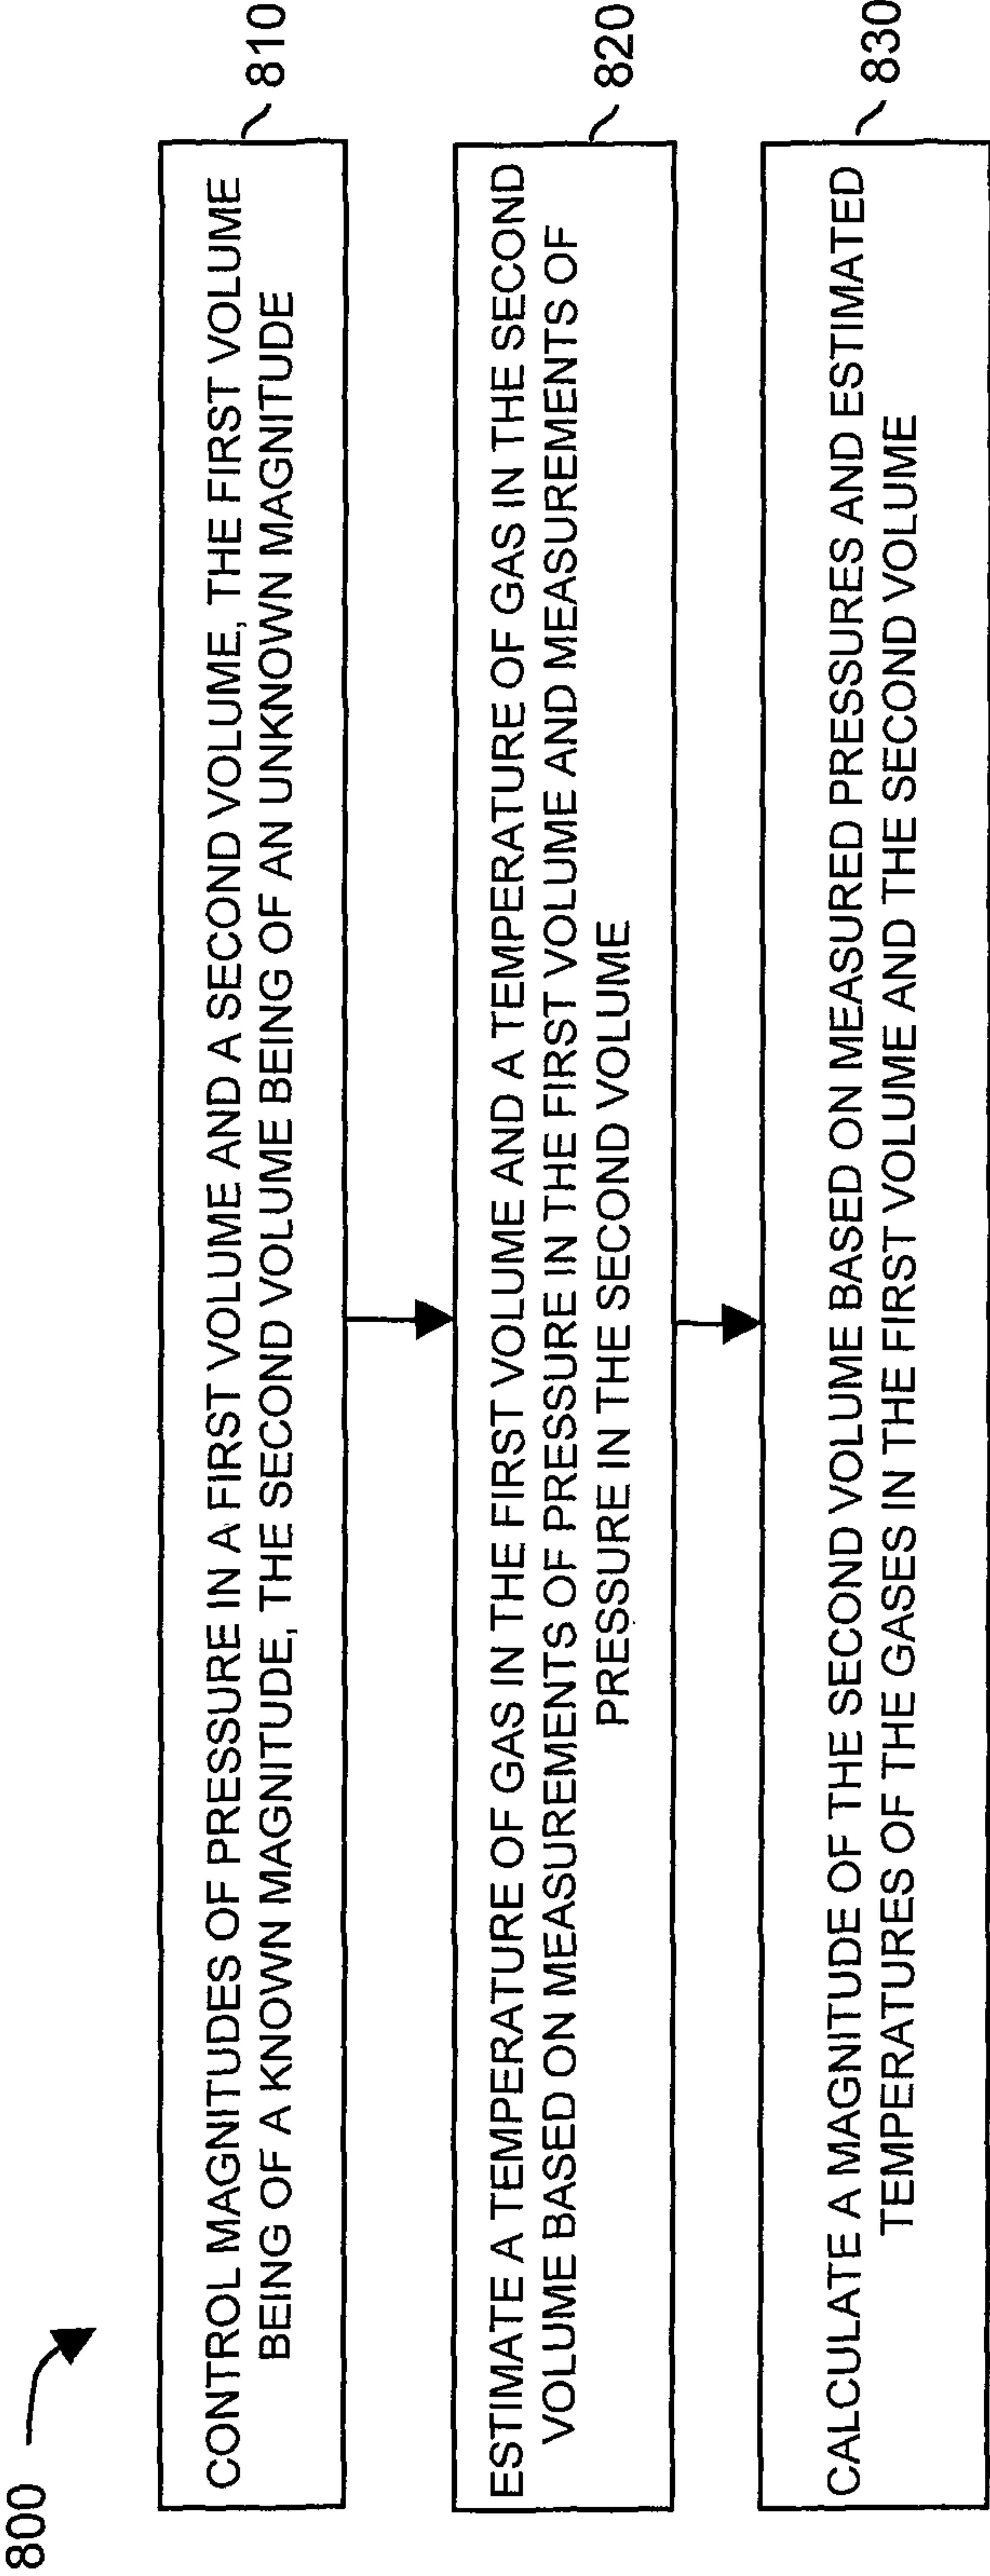 800
CONTROL MAGNITUDES OF PRESSURE IN A FIRST VOLUME AND A SECOND VOLUME, THE FIRST VOLUME
BEING OF A KNOWN MAGNITUDE, THE SECOND VOLUME BEING OF AN UNKNOWN MAGNITUDE
810
ESTIMATE A TEMPERATURE OF GAS IN THE FIRST VOLUME AND A TEMPERATURE OF GAS IN THE SECOND
VOLUME BASED ON MEASUREMENTS OF PRESSURE IN THE FIRST VOLUME AND MEASUREMENTS OF
PRESSURE IN THE SECOND VOLUME
820
CALCULATE A MAGNITUDE OF THE SECOND VOLUME BASED ON MEASURED PRESSURES AND ESTIMATED
TEMPERATURES OF THE GASES IN THE FIRST VOLUME AND THE SECOND VOLUME
830